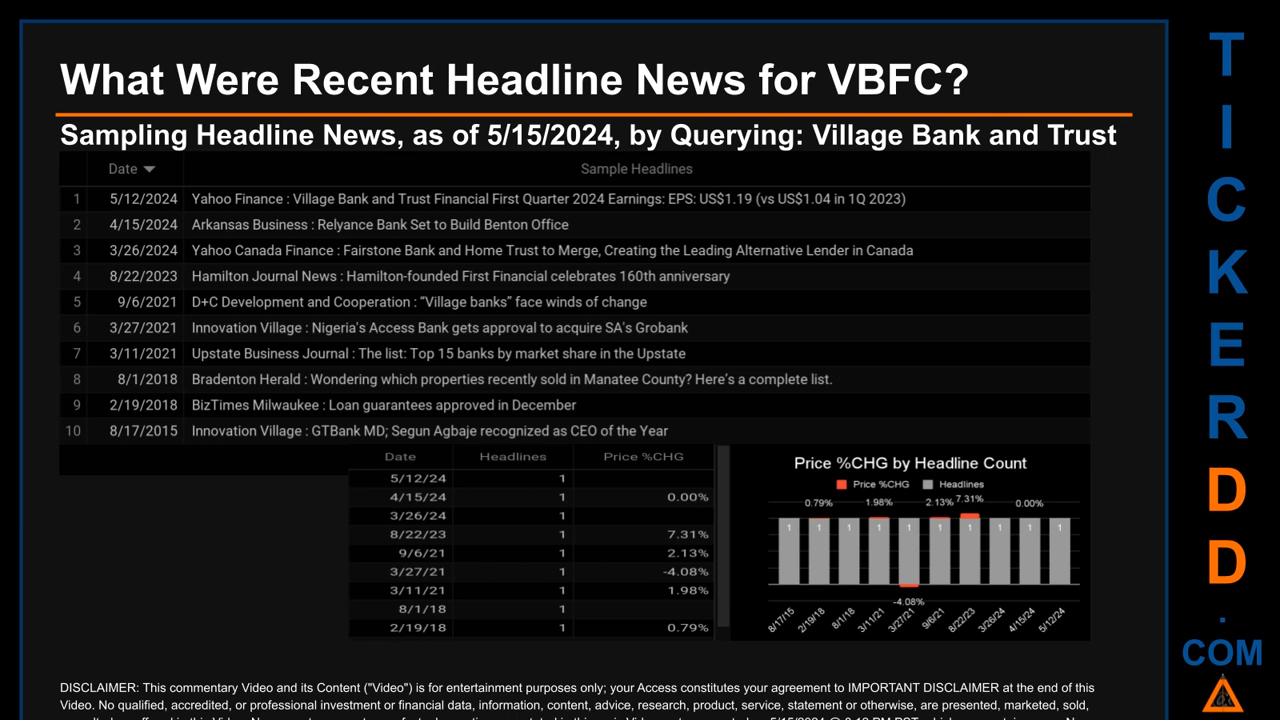 What Were Recent Headline News for VBFC?
Sampling Headline News, as of 5/15/2024, by Querying: Village Bank and Trust
Date Sample Headlines
1 5/12/2024 Yahoo Finance : Village Bank and Trust Financial First Quarter 2024 Earnings: EPS: US$1.19 (vs US$1.04 in 1Q 2023)
2 4/15/2024 Arkansas Business : Relyance Bank Set to Build Benton Office
3 3/26/2024 Yahoo Canada Finance : Fairstone Bank and Home Trust to Merge, Creating the Leading Alternative Lender in Canada
4 8/22/2023 Hamilton Journal News : Hamilton-founded First Financial celebrates 160th anniversary
5 9/6/2021 D+C Development and Cooperation : “Village banks” face winds of change
6 3/27/2021 Innovation Village : Nigeria's Access Bank gets approval to acquire SA's Grobank
7 3/11/2021 Upstate Business Journal : The list: Top 15 banks by market share in the Upstate
8 8/1/2018 Bradenton Herald : Wondering which properties recently sold in Manatee County? Here's a complete list.
9 2/19/2018 BizTimes Milwaukee : Loan guarantees approved in December
10 8/17/2015 Innovation Village : GTBank MD; Segun Agbaje recognized as CEO of the Year
Date Headlines Price %CHG
5/12/24 1
4/15/24 1 0.00%
3/26/24 1
8/22/23 1 7.31%
9/6/21 1 2.13%
3/27/21 1 -4.08%
3/11/21 1 1.98%
8/1/18 1
2/19/18 1 0.79%
Price %CHG by Headline Count
Price %CHG Headlines
0.79% 1.98% 2.13% 7.31% 0.00%
1 1 1 1 1 1 1 1 1 1
-4.08%
8/17/15 2/19/18 8/1/18 3/11/21 3/27/21 9/6/21 8/22/23 3/26/24 4/15/24 5/12/24
DISCLAIMER: This commentary Video and its Content ("Video") is for entertainment purposes only; your Access constitutes your agreement to IMPORTANT DISCLAIMER at the end of this
Video. No qualified, accredited, or professional investment or financial data, information, content, advice, research, product, service, statement or otherwise, are presented, marketed, sold,
T
I
C
K
E
R
D
D
.
COM